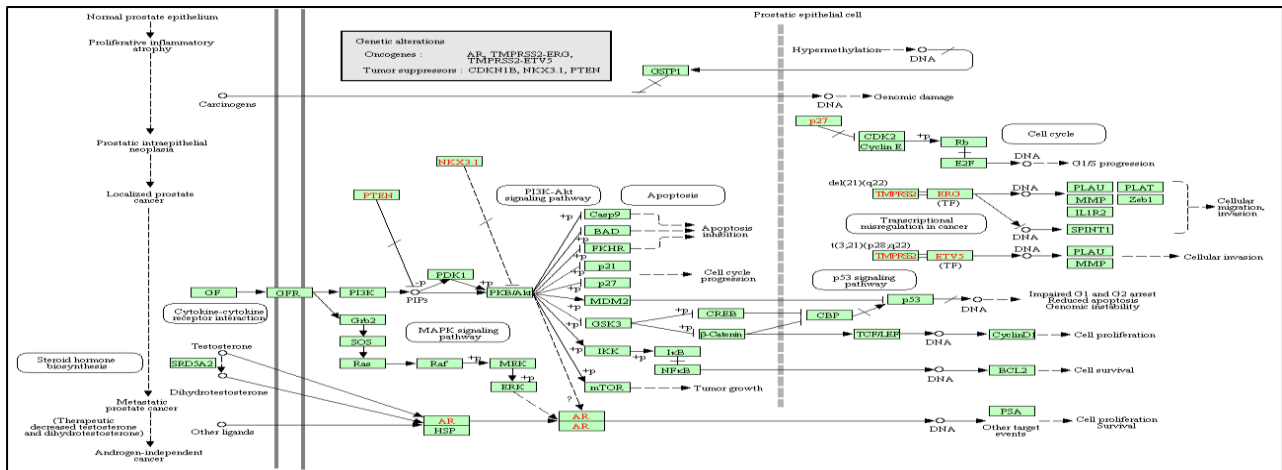 Normal prostate epithelium
Proliferative inflammatory
atrophy
Carcinogens
Prostatic intraepithelial
neoplasia
Localized prostate
cancer
Steroid hormone
biosynthesis
Metastatic
prostate cancer
(Therapeutic
decreased testosterone
and dihydrotestosterone)
Androgen-independent
cancer
Genetic alterations
Oncogenes : AR, TMPRSS2-ERG,
TMPRSS2-ETV5
Tumor suppressors : CDKN1B, NKX3.1, PTEN
Prostatic epithelial cell
Hypermethylation
DNA
GSTP1
DNA
Genomic damage
p27
CDK2
Cyclin E
+p
Rb
E2F
Cell cycle
DNA
G1/S progression
NKX3.1
PTEN
PI3K-Akt
signaling pathway
Apoptosis
del(21)(q22)
TMPRSS2
ERG
(TF)
DNA
PLAU
PLAT
MMP
Zeb1
IL1R2
SPINT1
DNA
Cellular
migration,
invasion
Transcriptional
misregulation in cancer
t(3,21)(p28,q22)
TMPRSS2
ETV5
(TF)
DNA
PLAU
MMP
Cellular invasion
+p
Casp9
BAD
+p
FKHR
+p
p21
+p
p27
Apoptosis
inhibition
Cell cycle
progression
GF
GFR
PI3K
-p
PIPs
PDK1
+p
PKB/Akt
MDM2
+p
p53 signaling
pathway
p53
DNA
Impaired G1 and G2 arrest
Reduced apoptosis
Genomic instability
Cytokine-cytokine
receptor interaction
Grb2
SOS
Ras
Raf
+p
MEK
+p
ERK
MAPK signaling
pathway
GSK3
+p
CREB
+p
β-Catenin
CBP
TCF/LEF
DNA
CyclinD1
Cell proliferation
+p
IKK
+p
IκB
NFκB
DNA
BCL2
Cell survival
+p
mTOR
Tumor growth
Testosterone
SRD5A2
Dihydrotestosterone
Other ligands
AR
HSP
?
AR
AR
DNA
PSA
Other target
events
Cell proliferation
Survival